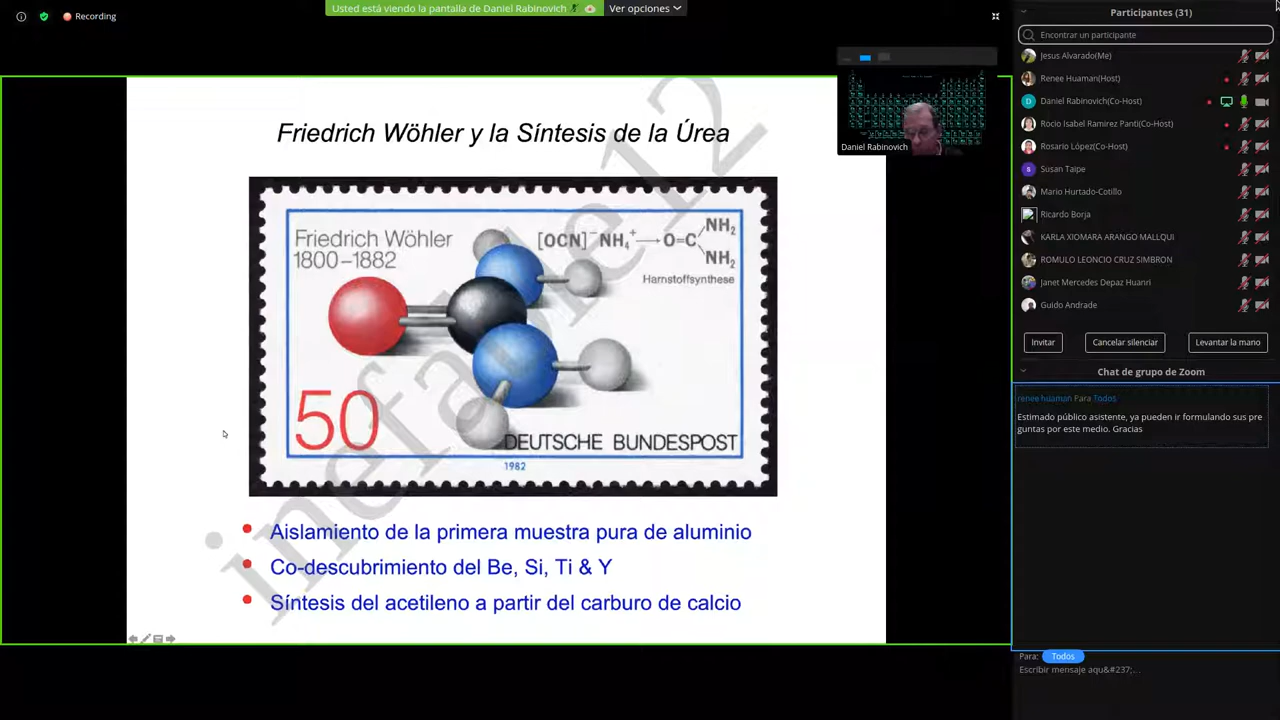 Recording
Usted está viendo la pantalla de Daniel Rabinovich
Ver opciones
Daniel Rabinovich
Friedrich Wöhler y la Síntesis de la Úrea
Friedrich Wöhler
1800–1882
[OCN]⁻NH₄⁺→O=C
NH₂
NH₂
Harnstoffsynthese
50
DEUTSCHE BUNDESPOST
1982
Aislamiento de la primera muestra pura de aluminio
Co-descubrimiento del Be, Si, Ti & Y
Síntesis del acetileno a partir del carburo de calcio
inefable12
Participantes (31)
Encontrar un participante
Jesus Alvarado(Me)
Renee Huaman(Host)
D Daniel Rabinovich(Co-Host)
Rocio Isabel Ramirez Panti(Co-Host)
Rosario López(Co-Host)
S Susan Taipe
Mario Hurtado-Cotillo
Ricardo Borja
KARLA XIOMARA ARANGO MALLQUI
ROMULO LEONCIO CRUZ SIMBRON
Janet Mercedes Depaz Huanri
Guido Andrade
Invitar
Cancelar silenciar
Levantar la mano
Chat de grupo de Zoom
renee huaman Para Todos
Estimado público asistente, ya pueden ir formulando sus pre
guntas por este medio. Gracias
Para: Todos
Escribir mensaje aqu&#237;...